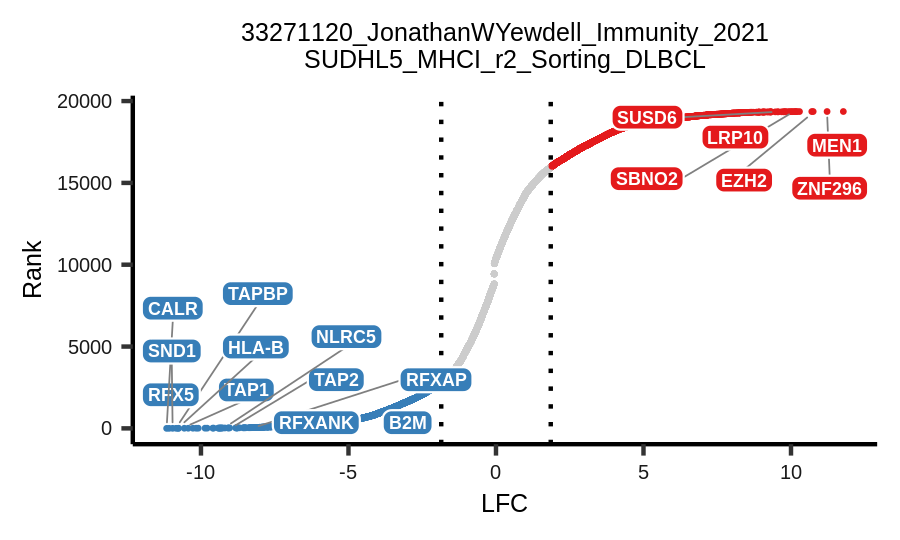 33271120_JonathanWYewdell_Immunity_2021
SUDHL5_MHCI_r2_Sorting_DLBCL
Rank
20000
15000
10000
5000
0
SUSD6
LRP10
MEN1
SBNO2
EZH2
ZNF296
CALR
TAPBP
SND1
HLA-B
NLRC5
RFX5
TAP1
TAP2
RFXAP
RFXANK
B2M
-10
-5
0
5
10
LFC